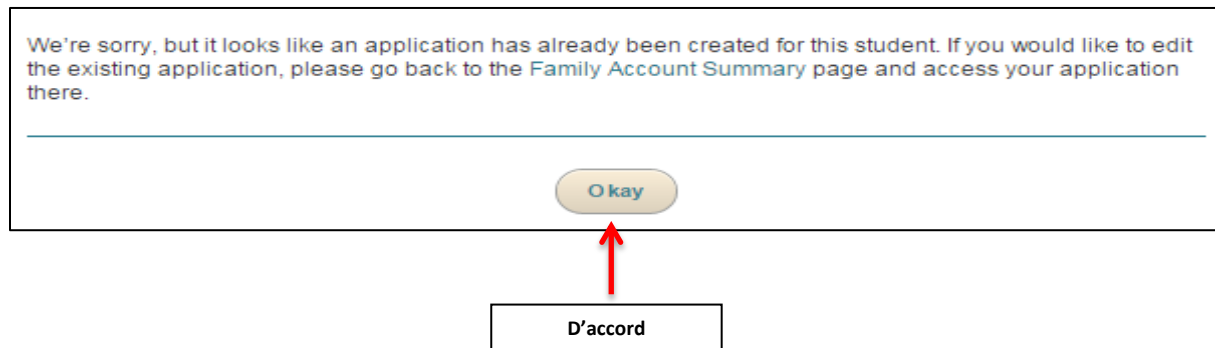 We're sorry, but it looks like an application has already been created for this student. If you would like to edit
the existing application, please go back to the Family Account Summary page and access your application
there.
Okay
D'accord